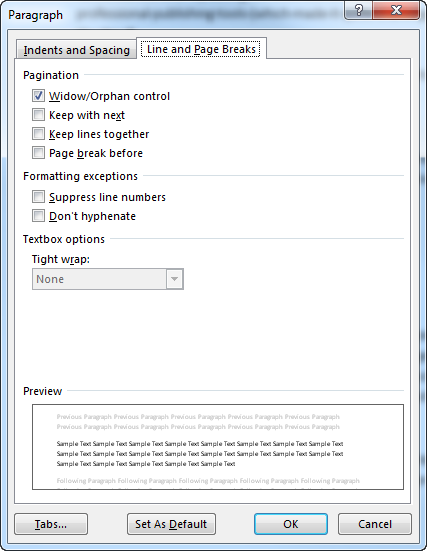 Paragraph
Indents and Spacing Line and Page Breaks
Pagination
Widow/Orphan control
Keep with next
Keep lines together
Page break before
Formatting exceptions
Suppress line numbers
Don't hyphenate
Textbox options
Tight wrap:
None
Preview
Previous Paragraph Previous Paragraph Previous Paragraph Previous Paragraph Previous Paragraph
Previous Paragraph Previous Paragraph Previous Paragraph Previous Paragraph Previous Paragraph
Sample Text Sample Text Sample Text Sample Text Sample Text Sample Text Sample Text Sample Text
Sample Text Sample Text Sample Text Sample Text Sample Text Sample Text Sample Text Sample Text
Sample Text Sample Text Sample Text Sample Text Sample Text
Following Paragraph Following Paragraph Following Paragraph Following Paragraph Following Paragraph
Tabs... Set As Default OK Cancel